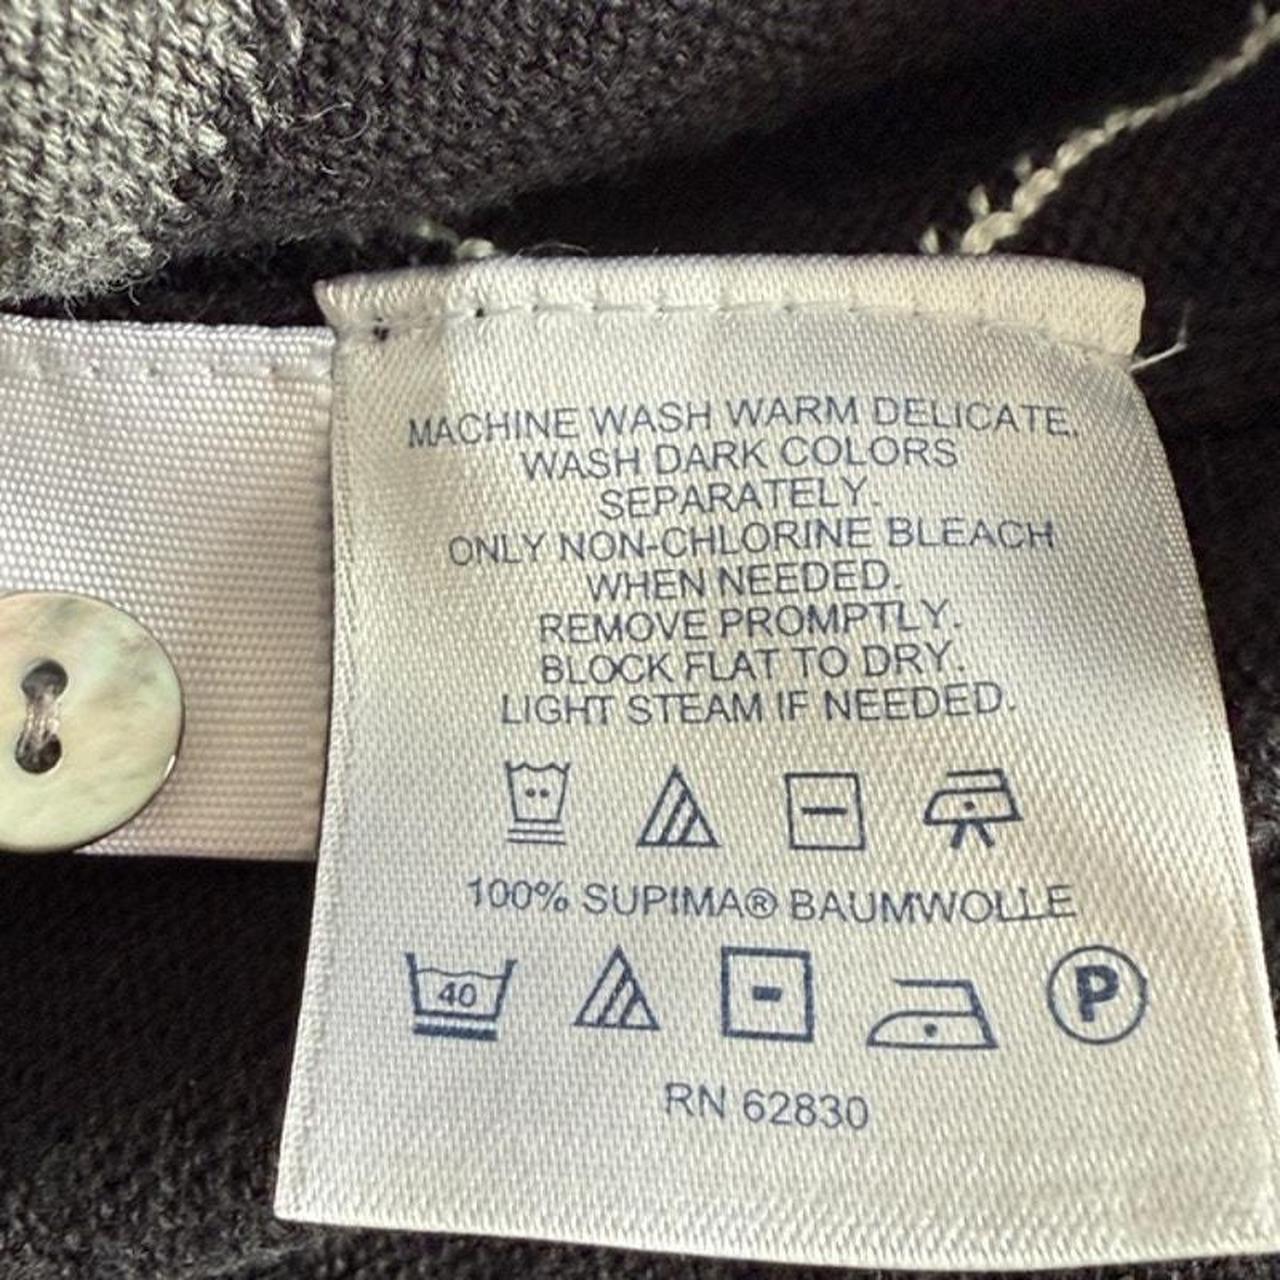 MACHINE WASH WARM DELICATE.
WASH DARK COLORS
SEPARATELY.
ONLY NON-CHLORINE BLEACH
WHEN NEEDED.
REMOVE PROMPTLY.
BLOCK FLAT TO DRY.
LIGHT STEAM IF NEEDED.
100% SUPIMA® BAUMWOLLE
40 P
RN 62830